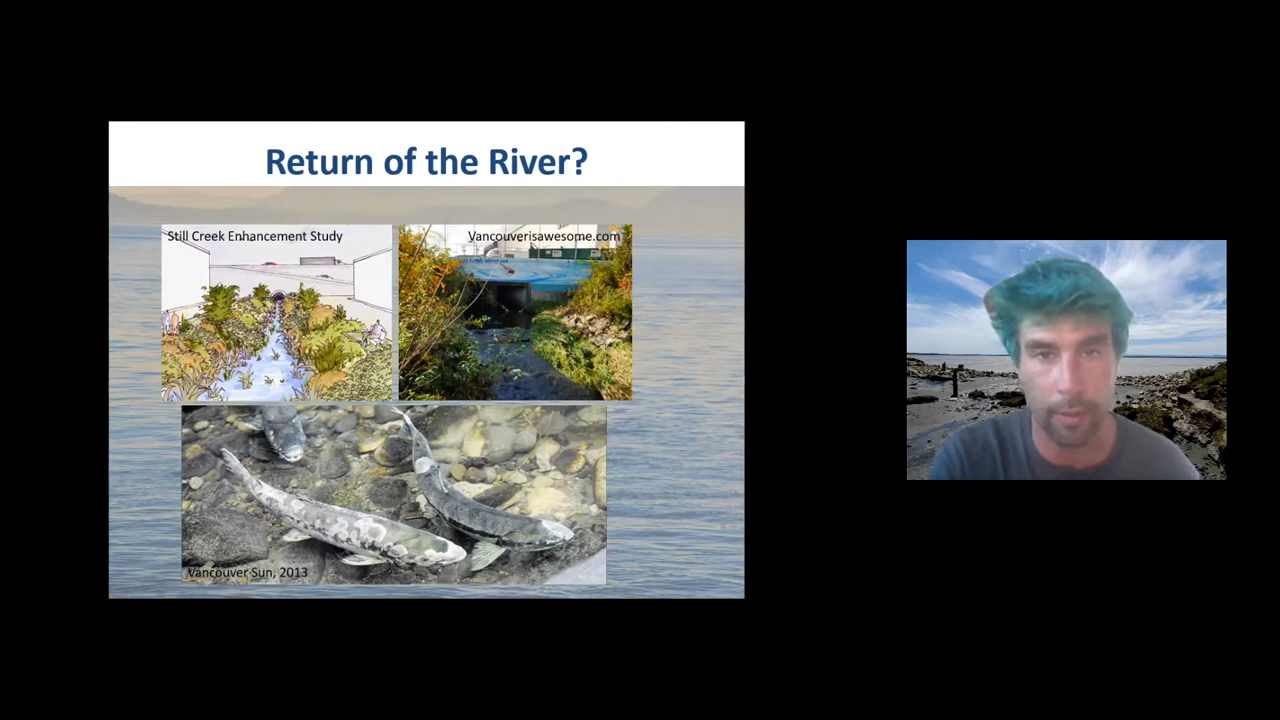 Return of the River?
Still Creek Enhancement Study
Vancouverisawesome.com
Vancouver Sun, 2013